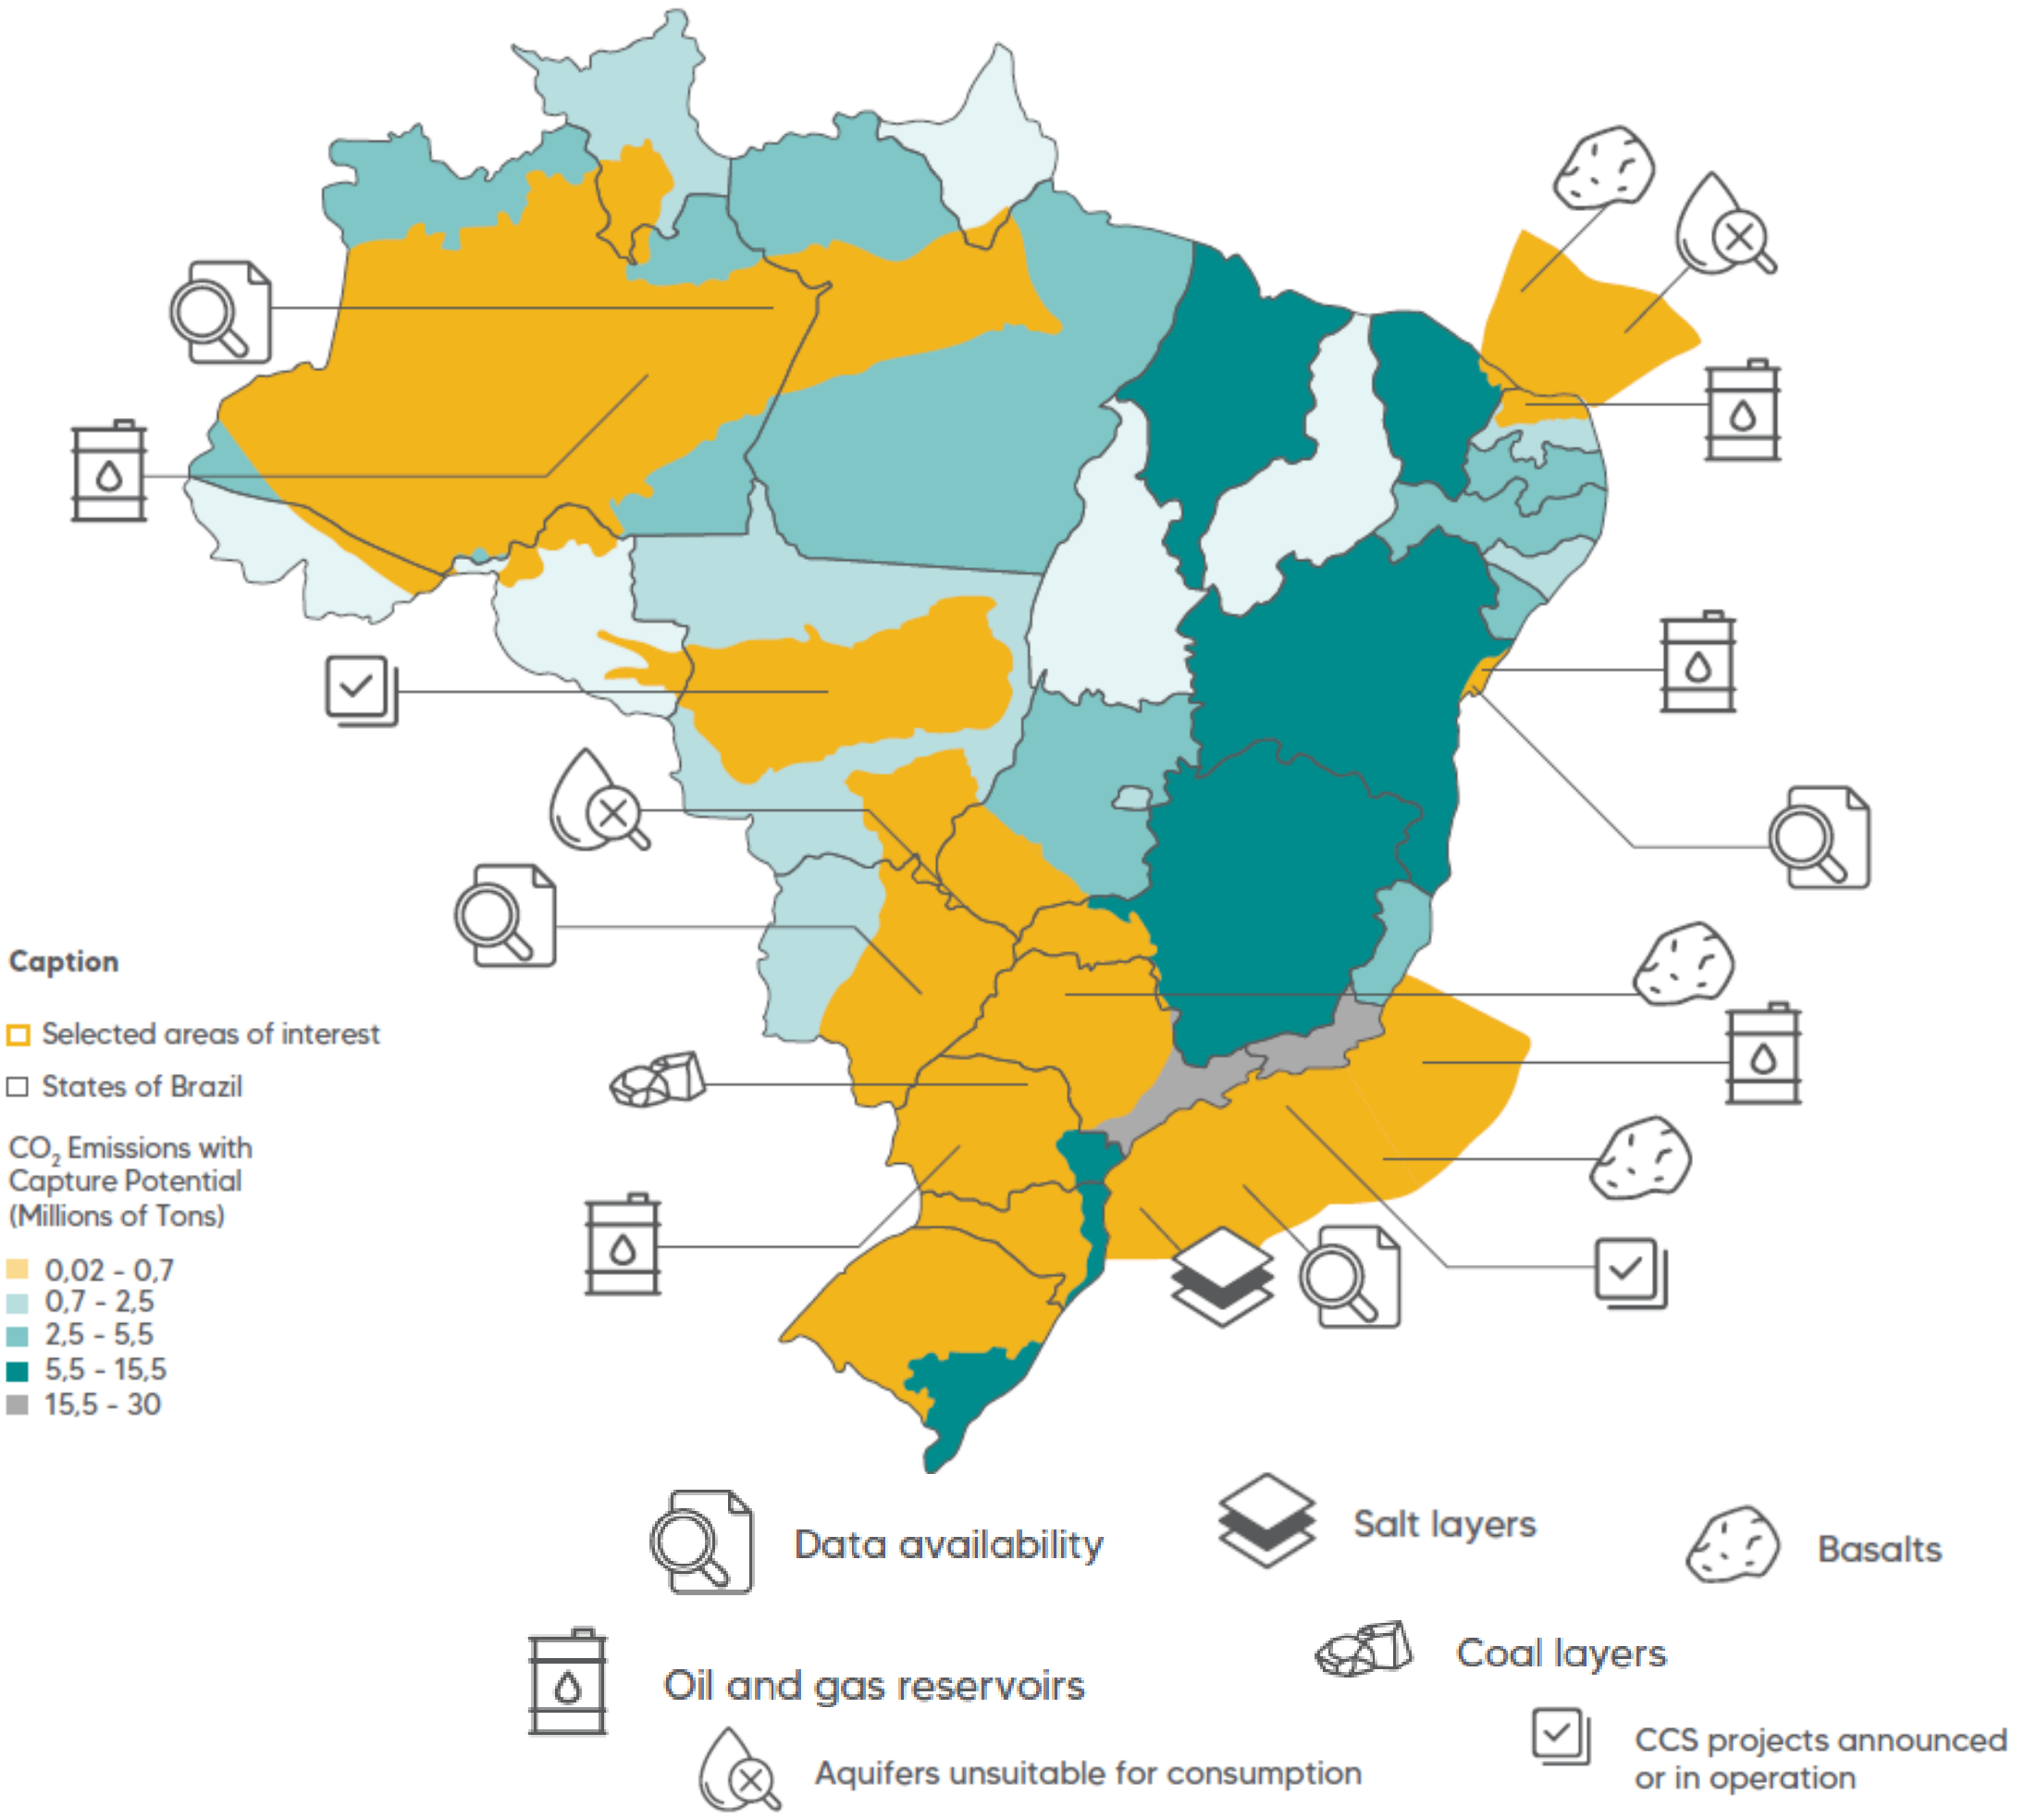 Caption
Selected areas of interest
States of Brazil
CO₂ Emissions with
Capture Potential
(Millions of Tons)
0,02 - 0,7
0,7 - 2,5
2,5 - 5,5
5,5 - 15,5
15,5 - 30
Data availability
Salt layers
Basalts
Oil and gas reservoirs
Coal layers
Aquifers unsuitable for consumption
CCS projects announced
or in operation